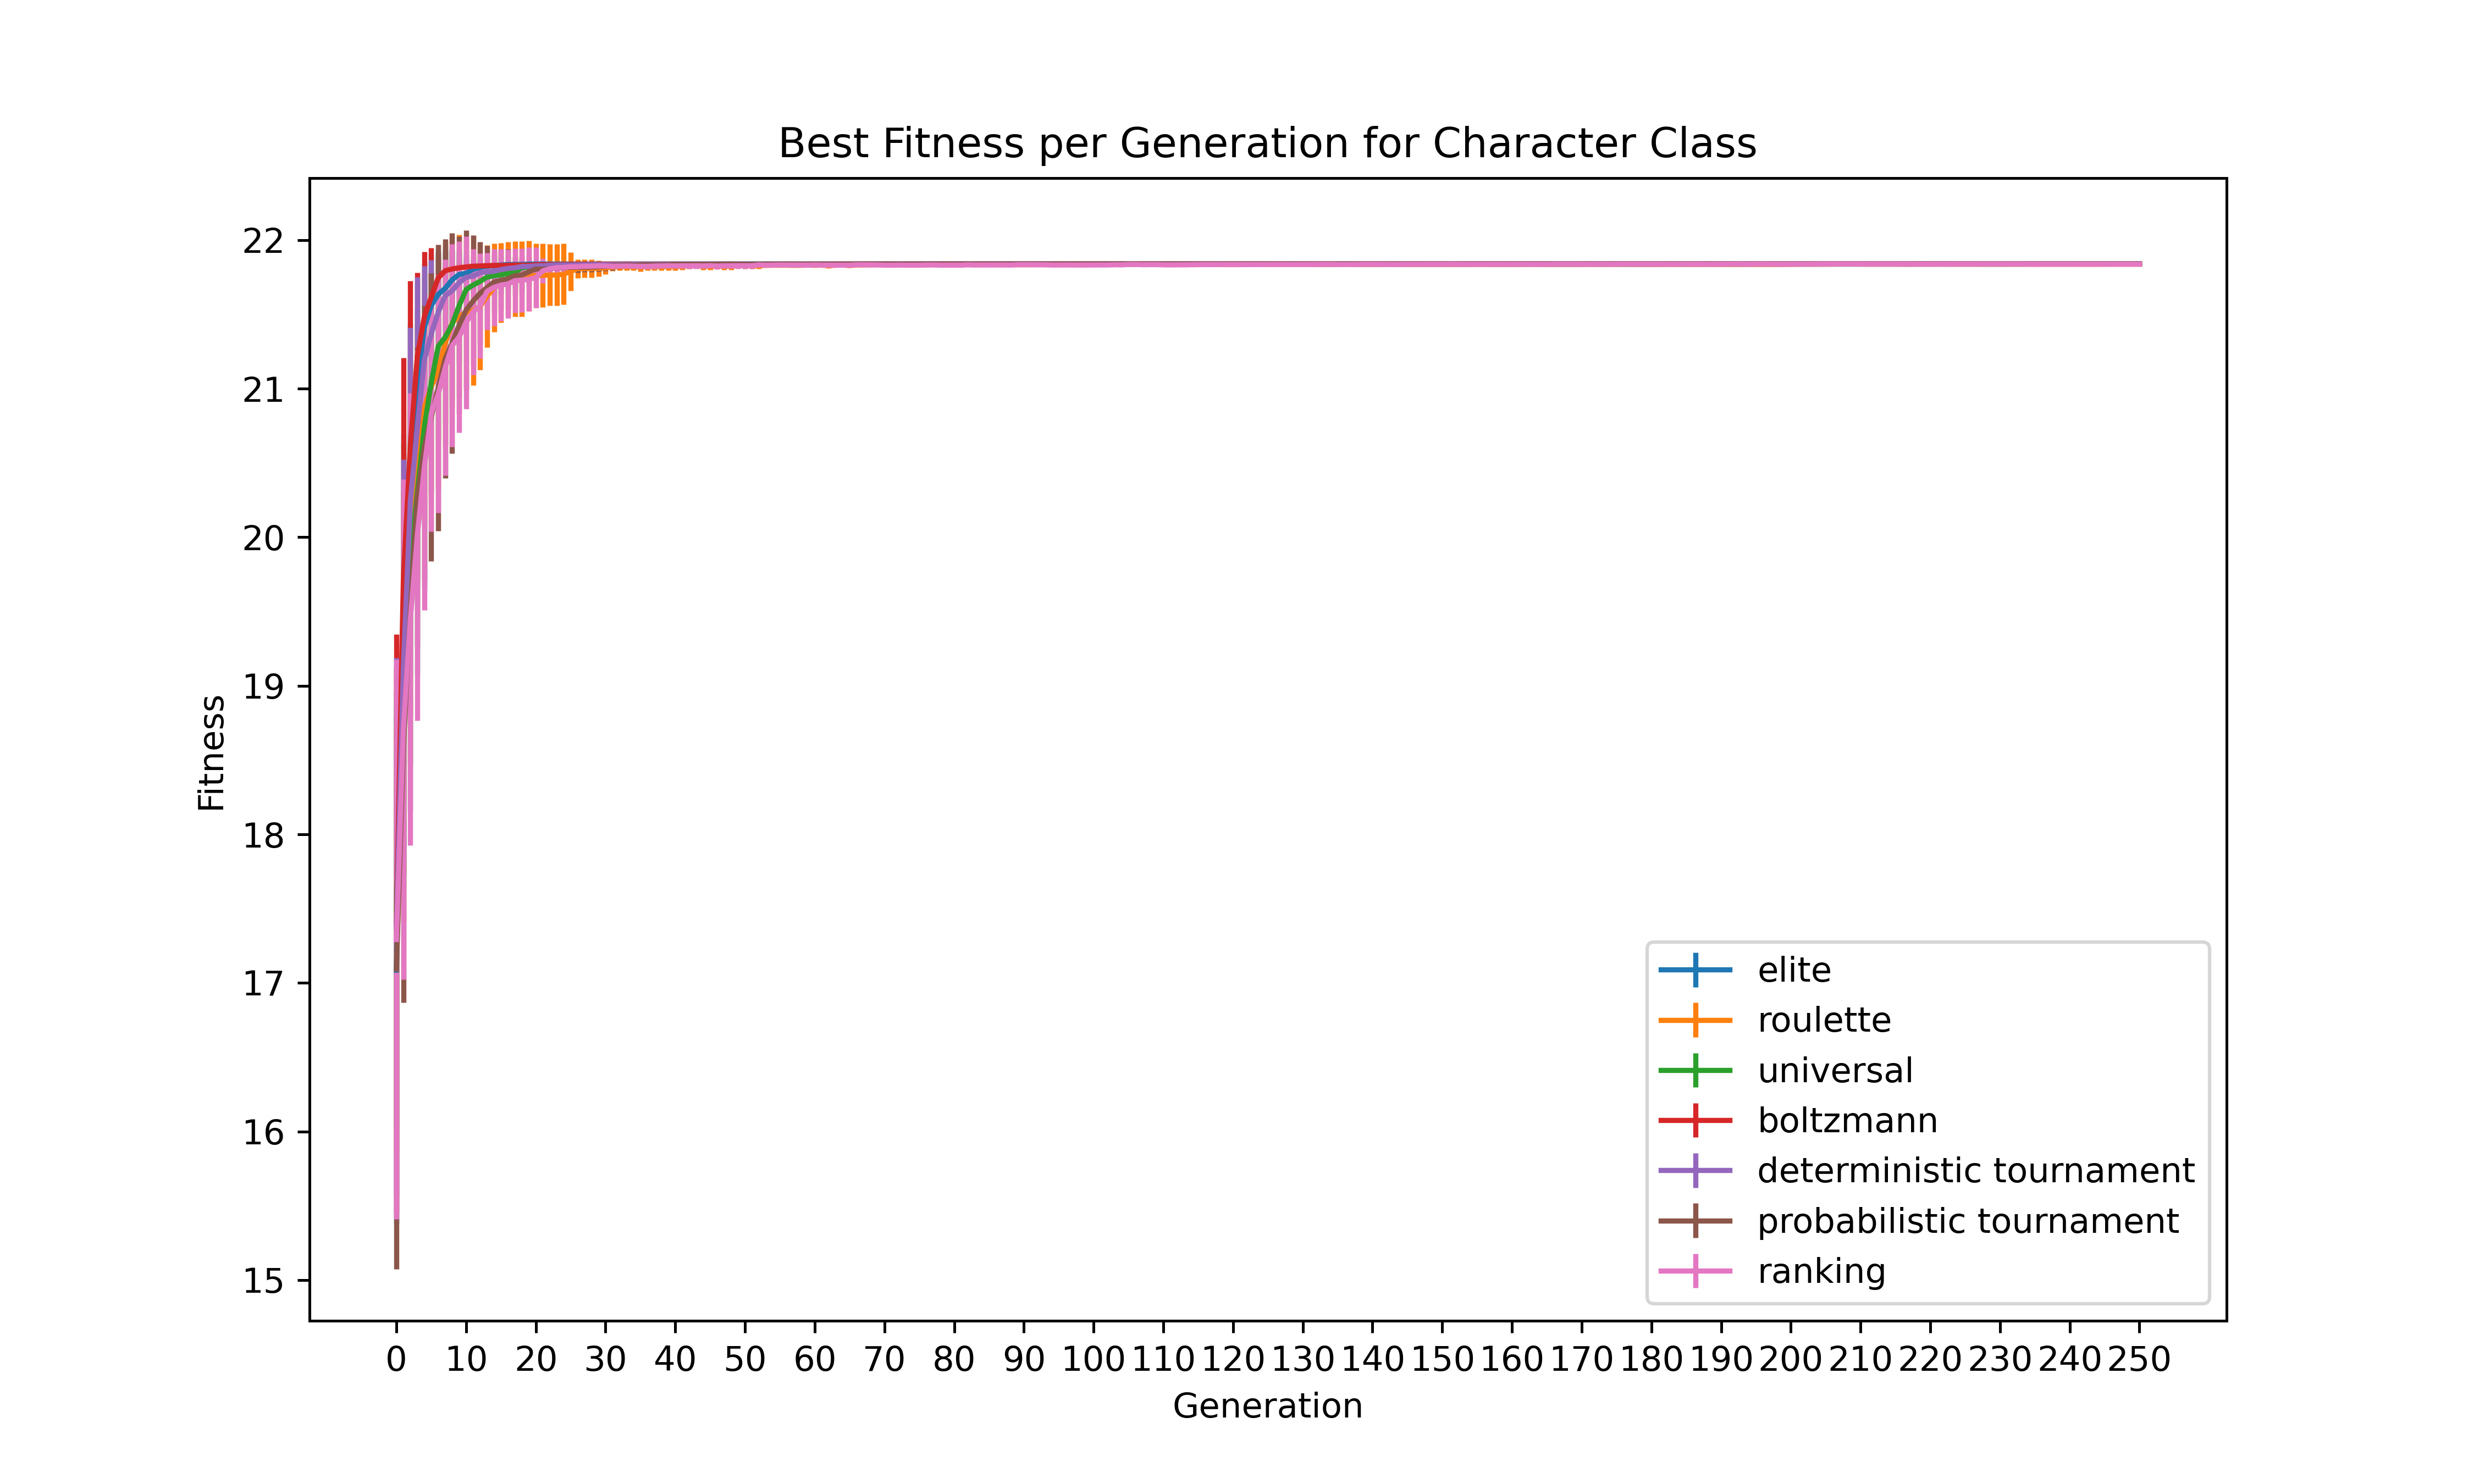 Best Fitness per Generation for Character Class
22
21
20
19
18
17
16
15
Fitness
elite
roulette
universal
boltzmann
deterministic tournament
probabilistic tournament
ranking
0 10 20 30 40 50 60 70 80 90 100 110 120 130 140 150 160 170 180 190 200 210 220 230 240 250
Generation